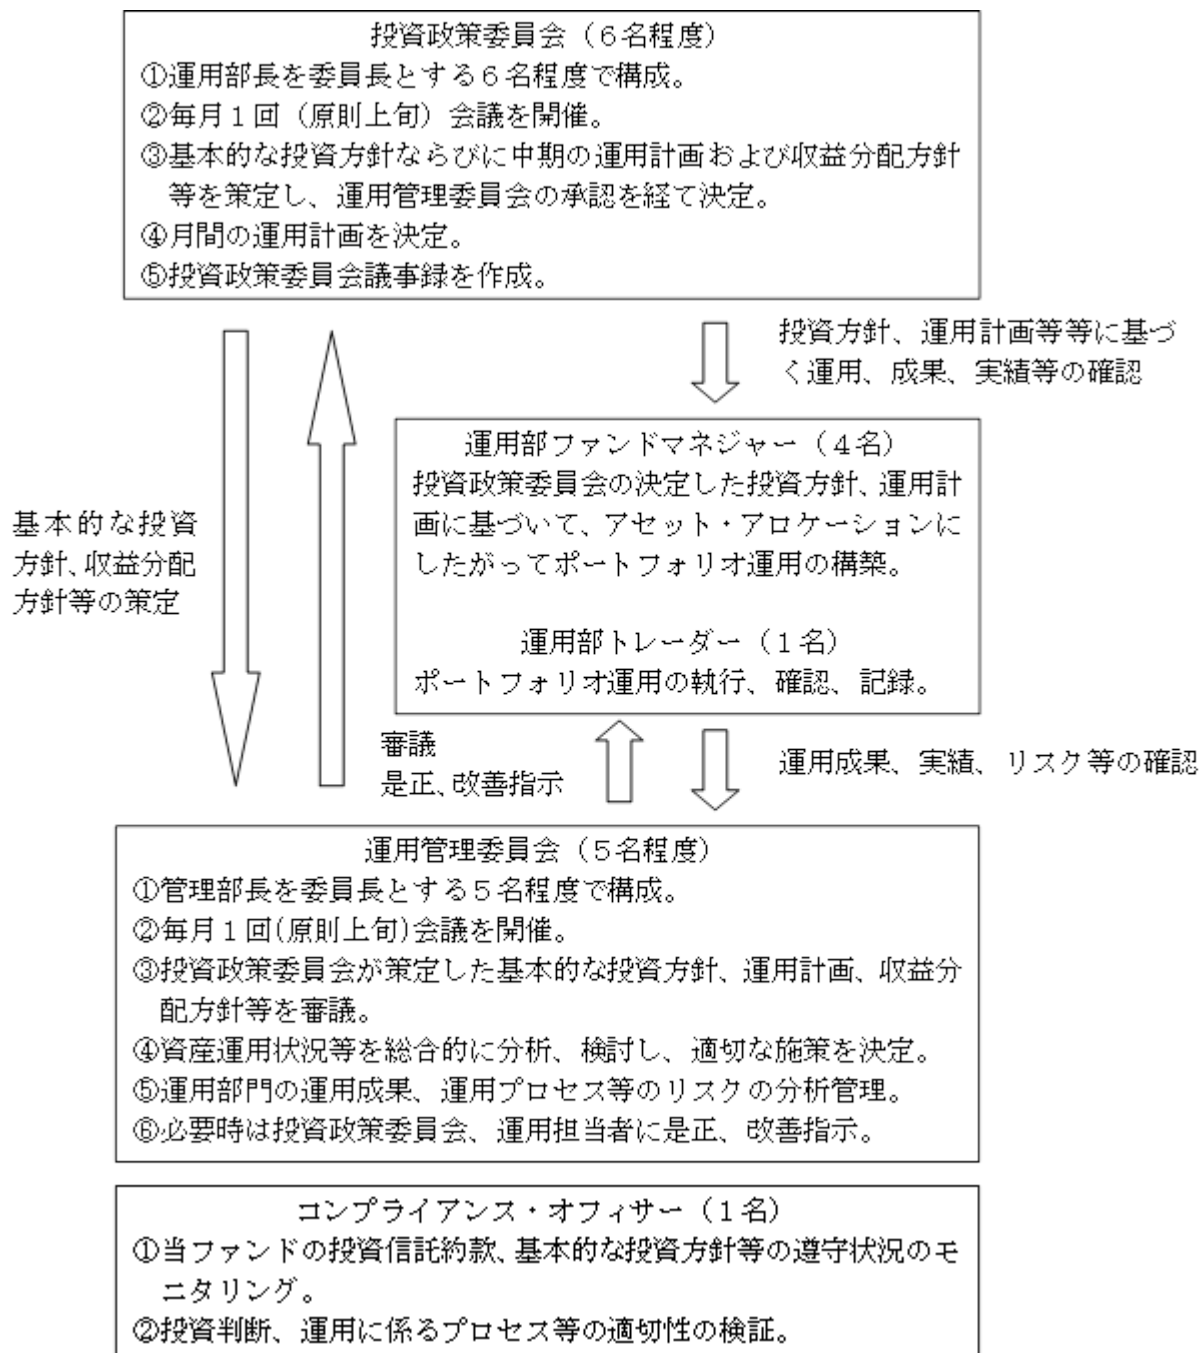 投資政策委員会（６名程度）
①運用部長を委員長とする６名程度で構成。
②毎月１回（原則上旬）会議を開催。
③基本的な投資方針ならびに中期の運用計画および収益分配方針
等を策定し、運用管理委員会の承認を経て決定。
④月間の運用計画を決定。
⑤投資政策委員会議事録を作成。
投資方針、運用計画等等に基づ
く運用、成果、実績等の確認
運用部ファンドマネジャー（４名）
投資政策委員会の決定した投資方針、運用計
画に基づいて、アセット・アロケーションに
したがってポートフォリオ運用の構築。
運用部トレーダー（１名）
ポートフォリオ運用の執行、確認、記録。
基本的な投資
方針、収益分配
方針等の策定
審議
是正、改善指示
運用成果、実績、リスク等の確認
運用管理委員会（５名程度）
①管理部長を委員長とする５名程度で構成。
②毎月１回(原則上旬)会議を開催。
③投資政策委員会が策定した基本的な投資方針、運用計画、収益分
配方針等を審議。
④資産運用状況等を総合的に分析、検討し、適切な施策を決定。
⑤運用部門の運用成果、運用プロセス等のリスクの分析管理。
⑥必要時は投資政策委員会、運用担当者に是正、改善指示。
コンプライアンス・オフィサー（１名）
①当ファンドの投資信託約款、基本的な投資方針等の遵守状況のモ
ニタリング。
②投資判断、運用に係るプロセス等の適切性の検証。